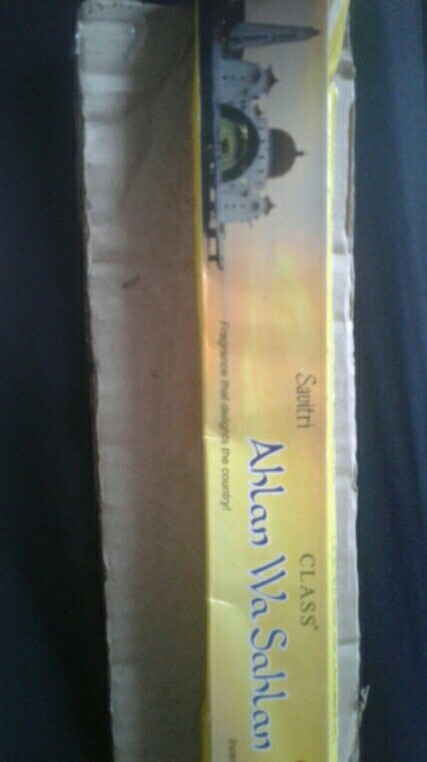 Savitri
CLASS®
Ahlan Wa Sahlan
Fragrance that delights the country!